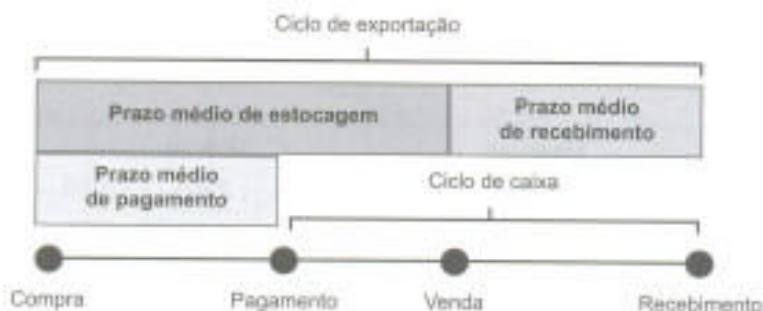 Ciclo de exportação
Prazo médio de estocagem
Prazo médio
de recebimento
Prazo médio
de pagamento
Ciclo de caixa
Compra
Pagamento
Venda
Recebimento